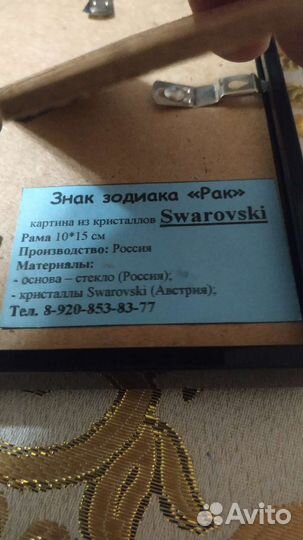 Знак зодиака «Рак»
картина из кристаллов Swarovski
Рама 10*15 см
Производство: Россия
Материалы:
- основа – стекло (Россия);
- кристаллы Swarovski (Австрия);
Тел. 8-920-853-83-77
Avito